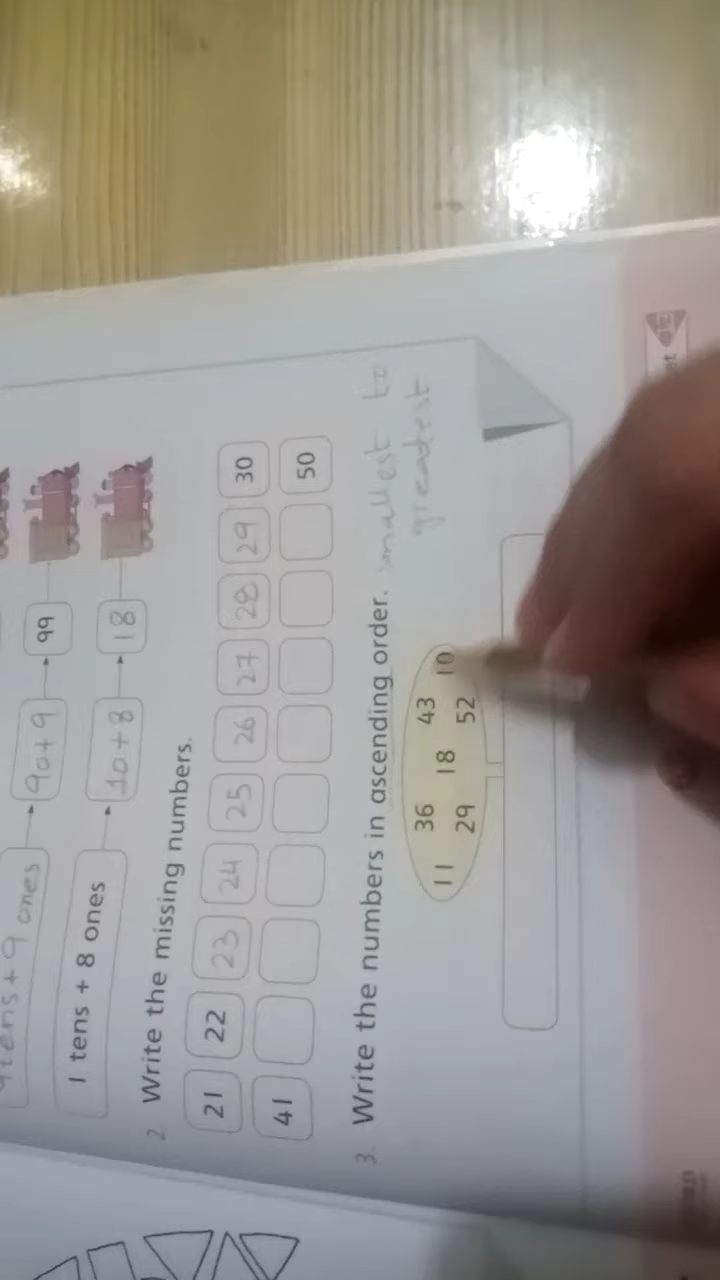 9 tens + 9 ones 90+9 99
1 tens + 8 ones 10+8 18
2. Write the missing numbers.
21 22 23 24 25 26 27 28 29 30
41 50
3. Write the numbers in ascending order. smallest to
greatest
36 43
11 18 10
29 52